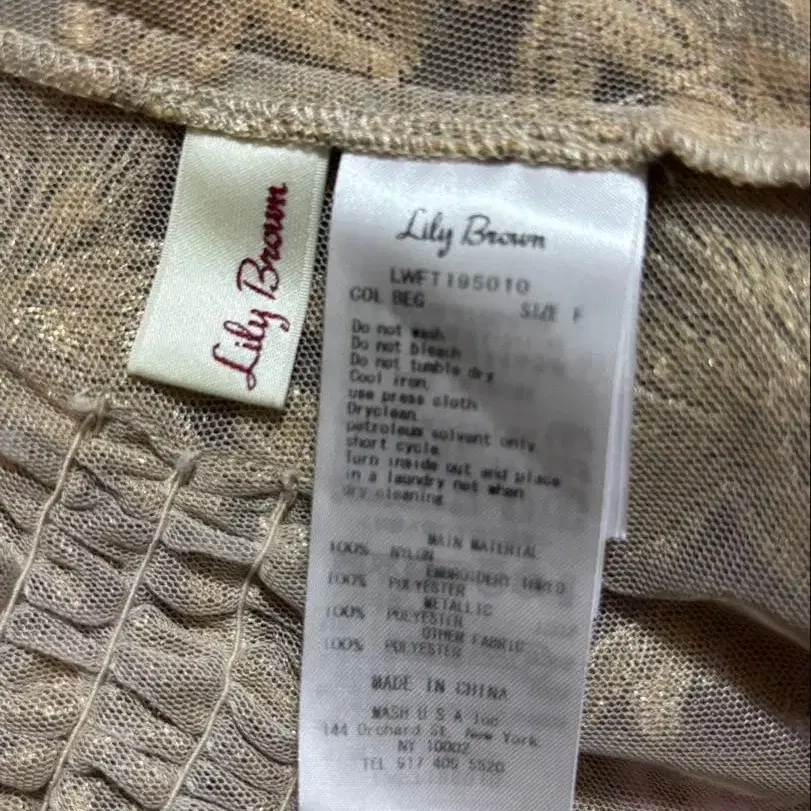 Lily Brown
Lily Brown
LWFT195010
COL BEG SIZE F
Do not wash
Do not bleach
Do not tumble dry
Cool iron,
use press cloth
Dryclean
petroleum solvent only
short cycle
Turn inside out and place
in a laundry net when
dry cleaning
MAIN MATERIAL
100% NYLON
EMBROIDERY THREAD
100% POLYESTER
METALLIC
100% POLYESTER
OTHER FABRIC
100% POLYESTER
MADE IN CHINA
MASH U S A Inc
144 Orchard St, New York,
NY 10002
TEL 917 409 5520